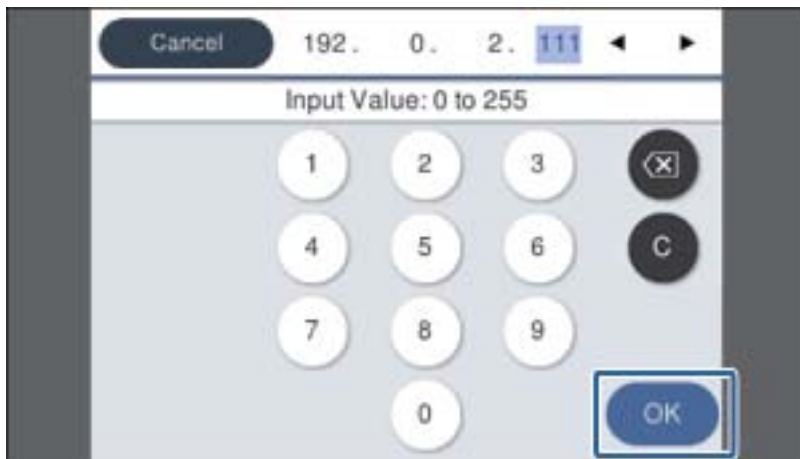 Cancel 192. 0. 2. 111 ◄ ►
Input Value: 0 to 255
1 2 3
4 5 6 C
7 8 9
0 OK